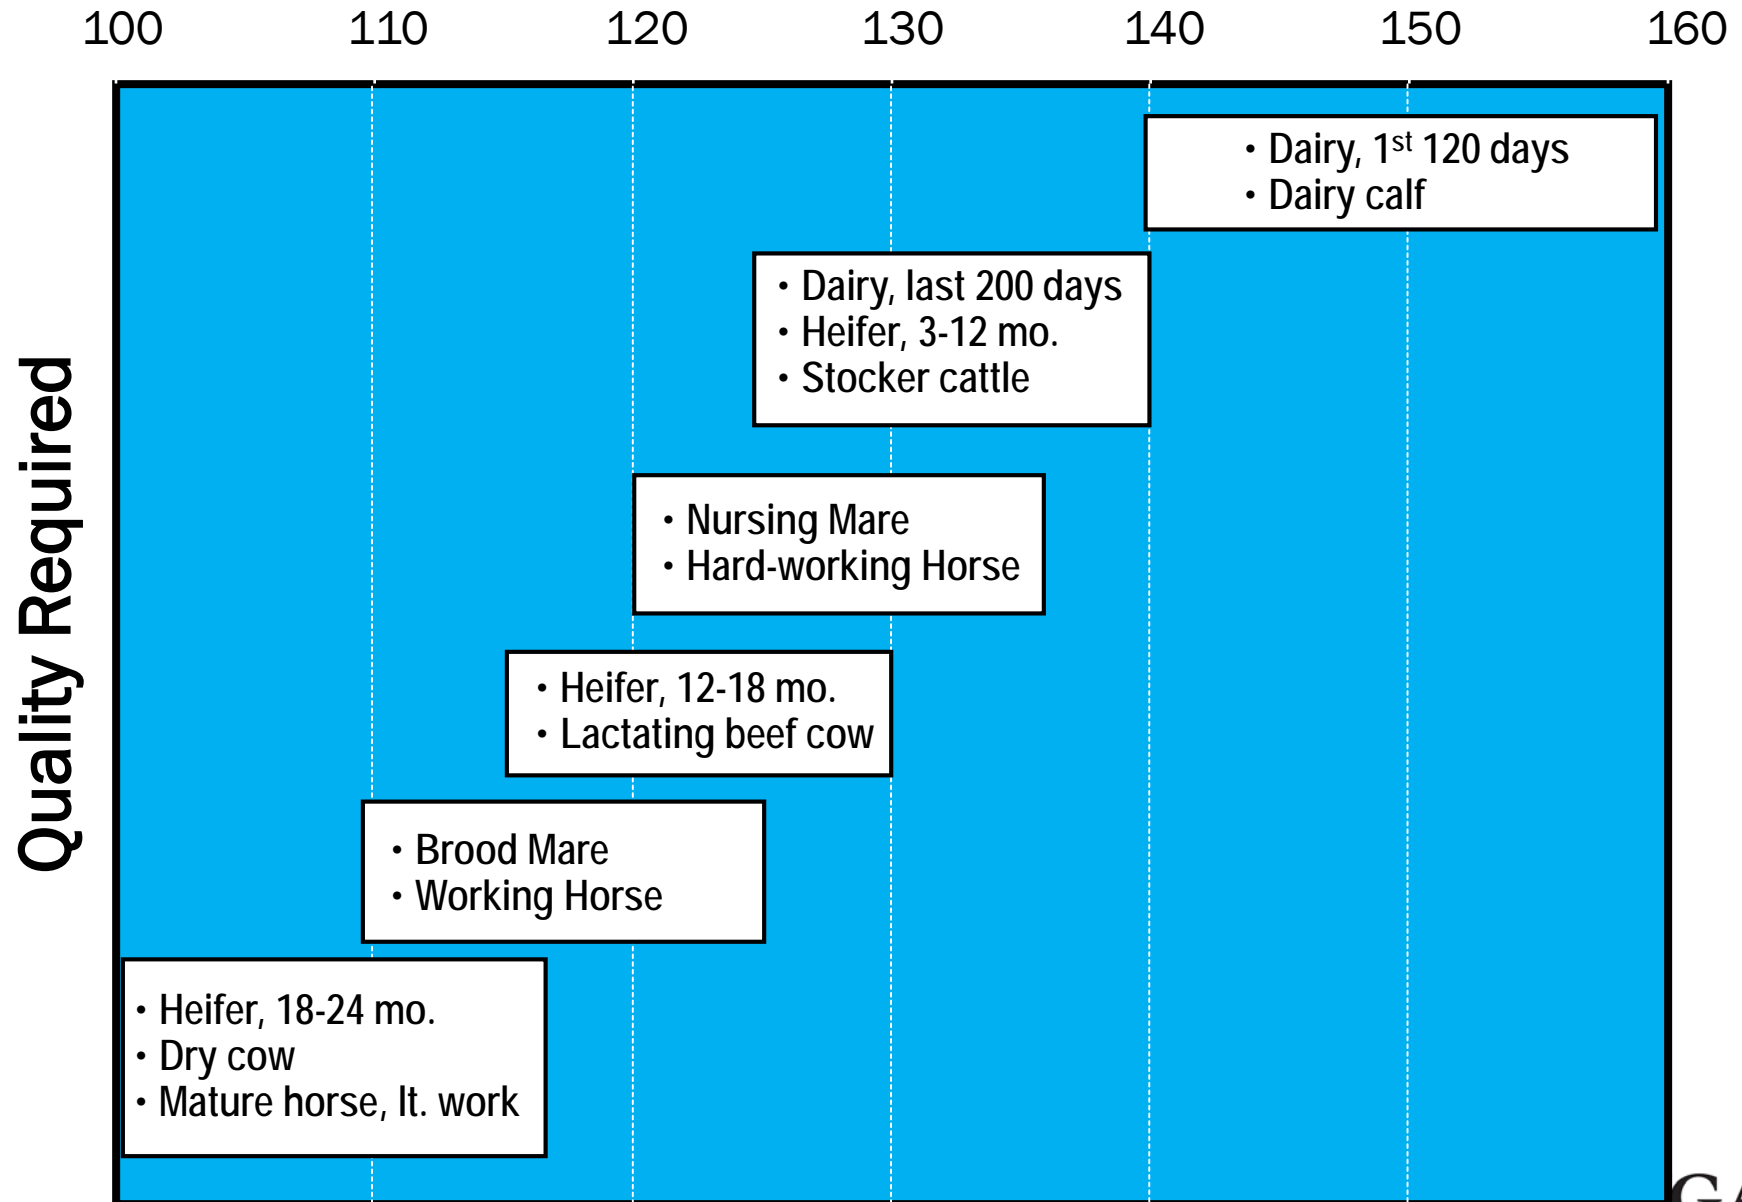 100 110 120 130 140 150 160
Quality Required
• Dairy, 1st 120 days
• Dairy calf
• Dairy, last 200 days
• Heifer, 3-12 mo.
• Stocker cattle
• Nursing Mare
• Hard-working Horse
• Heifer, 12-18 mo.
• Lactating beef cow
• Brood Mare
• Working Horse
• Heifer, 18-24 mo.
• Dry cow
• Mature horse, lt. work